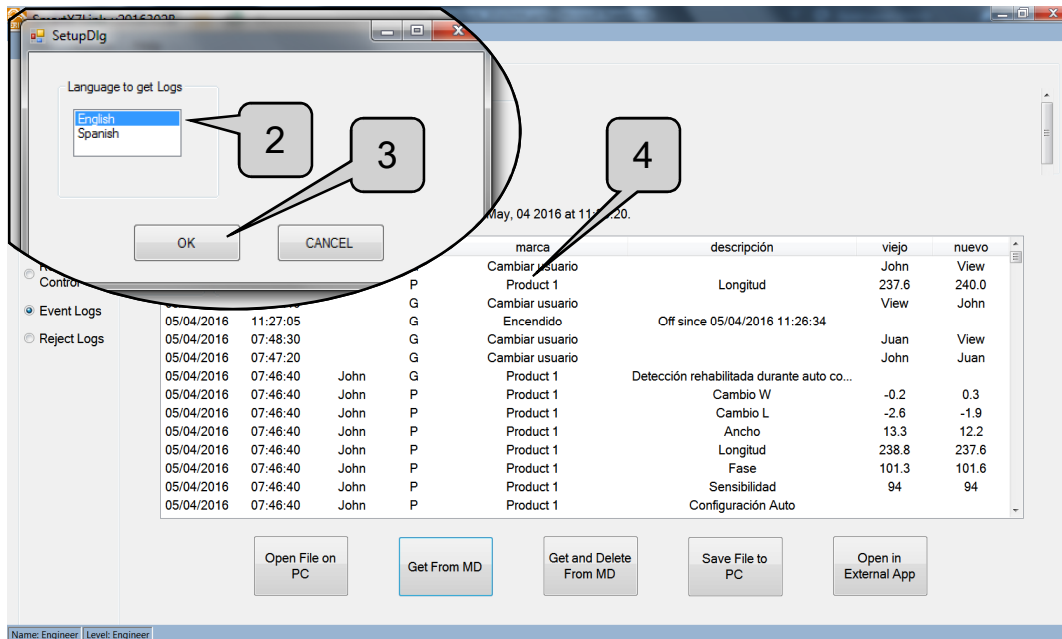 SetupDlg
Language to get Logs
English
Spanish
2
3
4
OK
CANCEL
May, 04 2016 at
marca descripción viejo nuevo
Cambiar usuario John View
P Product 1 Longitud 237.6 240.0
G Cambiar usuario View John
05/04/2016 11:27:05 G Encendido Off since 05/04/2016 11:26:34
05/04/2016 07:48:30 G Cambiar usuario Juan View
05/04/2016 07:47:20 G Cambiar usuario John Juan
05/04/2016 07:46:40 John G Product 1 Detección rehabilitada durante auto co...
05/04/2016 07:46:40 John P Product 1 Cambio W -0.2 0.3
05/04/2016 07:46:40 John P Product 1 Cambio L -2.6 -1.9
05/04/2016 07:46:40 John P Product 1 Ancho 13.3 12.2
05/04/2016 07:46:40 John P Product 1 Longitud 238.8 237.6
05/04/2016 07:46:40 John P Product 1 Fase 101.3 101.6
05/04/2016 07:46:40 John P Product 1 Sensibilidad 94 94
05/04/2016 07:46:40 John P Product 1 Configuración Auto
Control
Event Logs
Reject Logs
Open File on
PC
Get From MD
Get and Delete
From MD
Save File to
PC
Open in
External App
Name: Engineer Level: Engineer